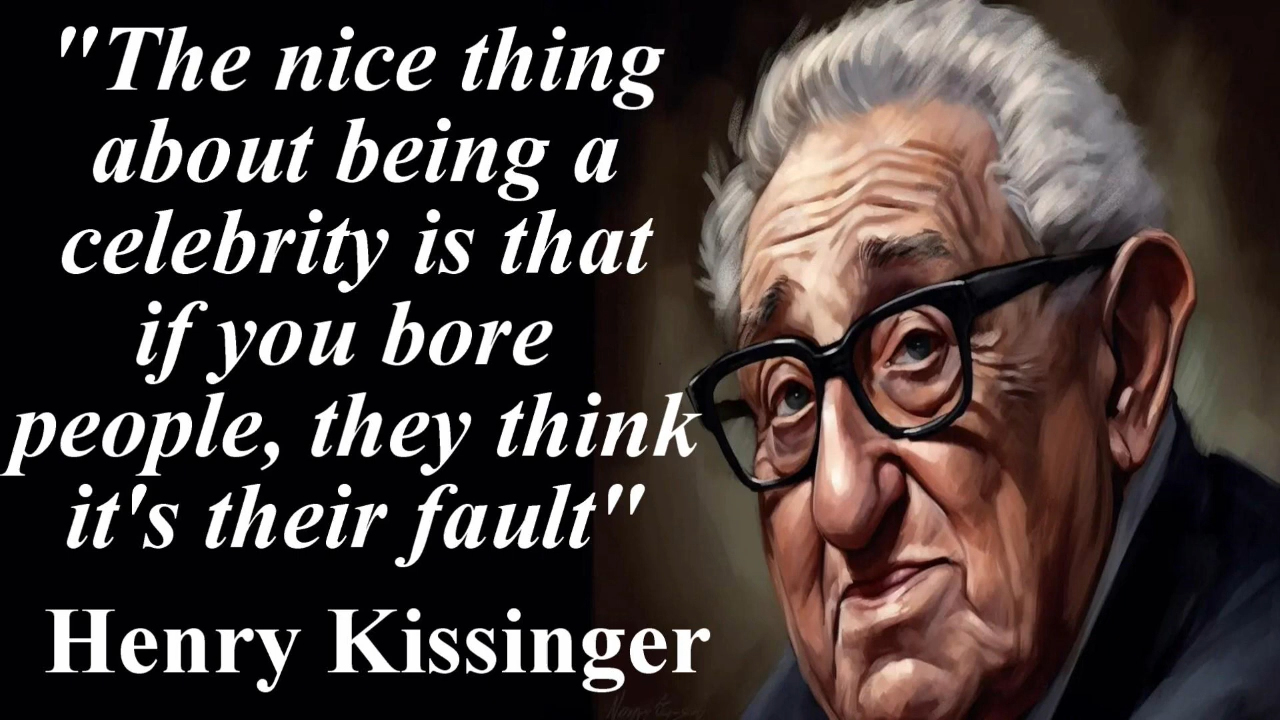 "The nice thing
about being a
celebrity is that
if you bore
people, they think
it's their fault"
Henry Kissinger